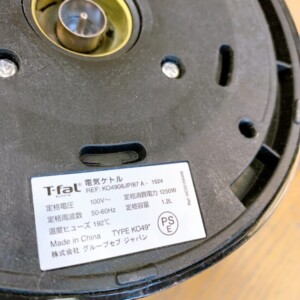 T-fal 電気ケトル
REF: KO4908JP/87 A - 1504
定格電圧 100V~ 定格消費電力 1250W
定格周波数 50-60Hz 定格容量 1.2L
温度ヒューズ 192℃
Made in China TYPE KO49*
株式会社 グループセブ ジャパン
PS
E